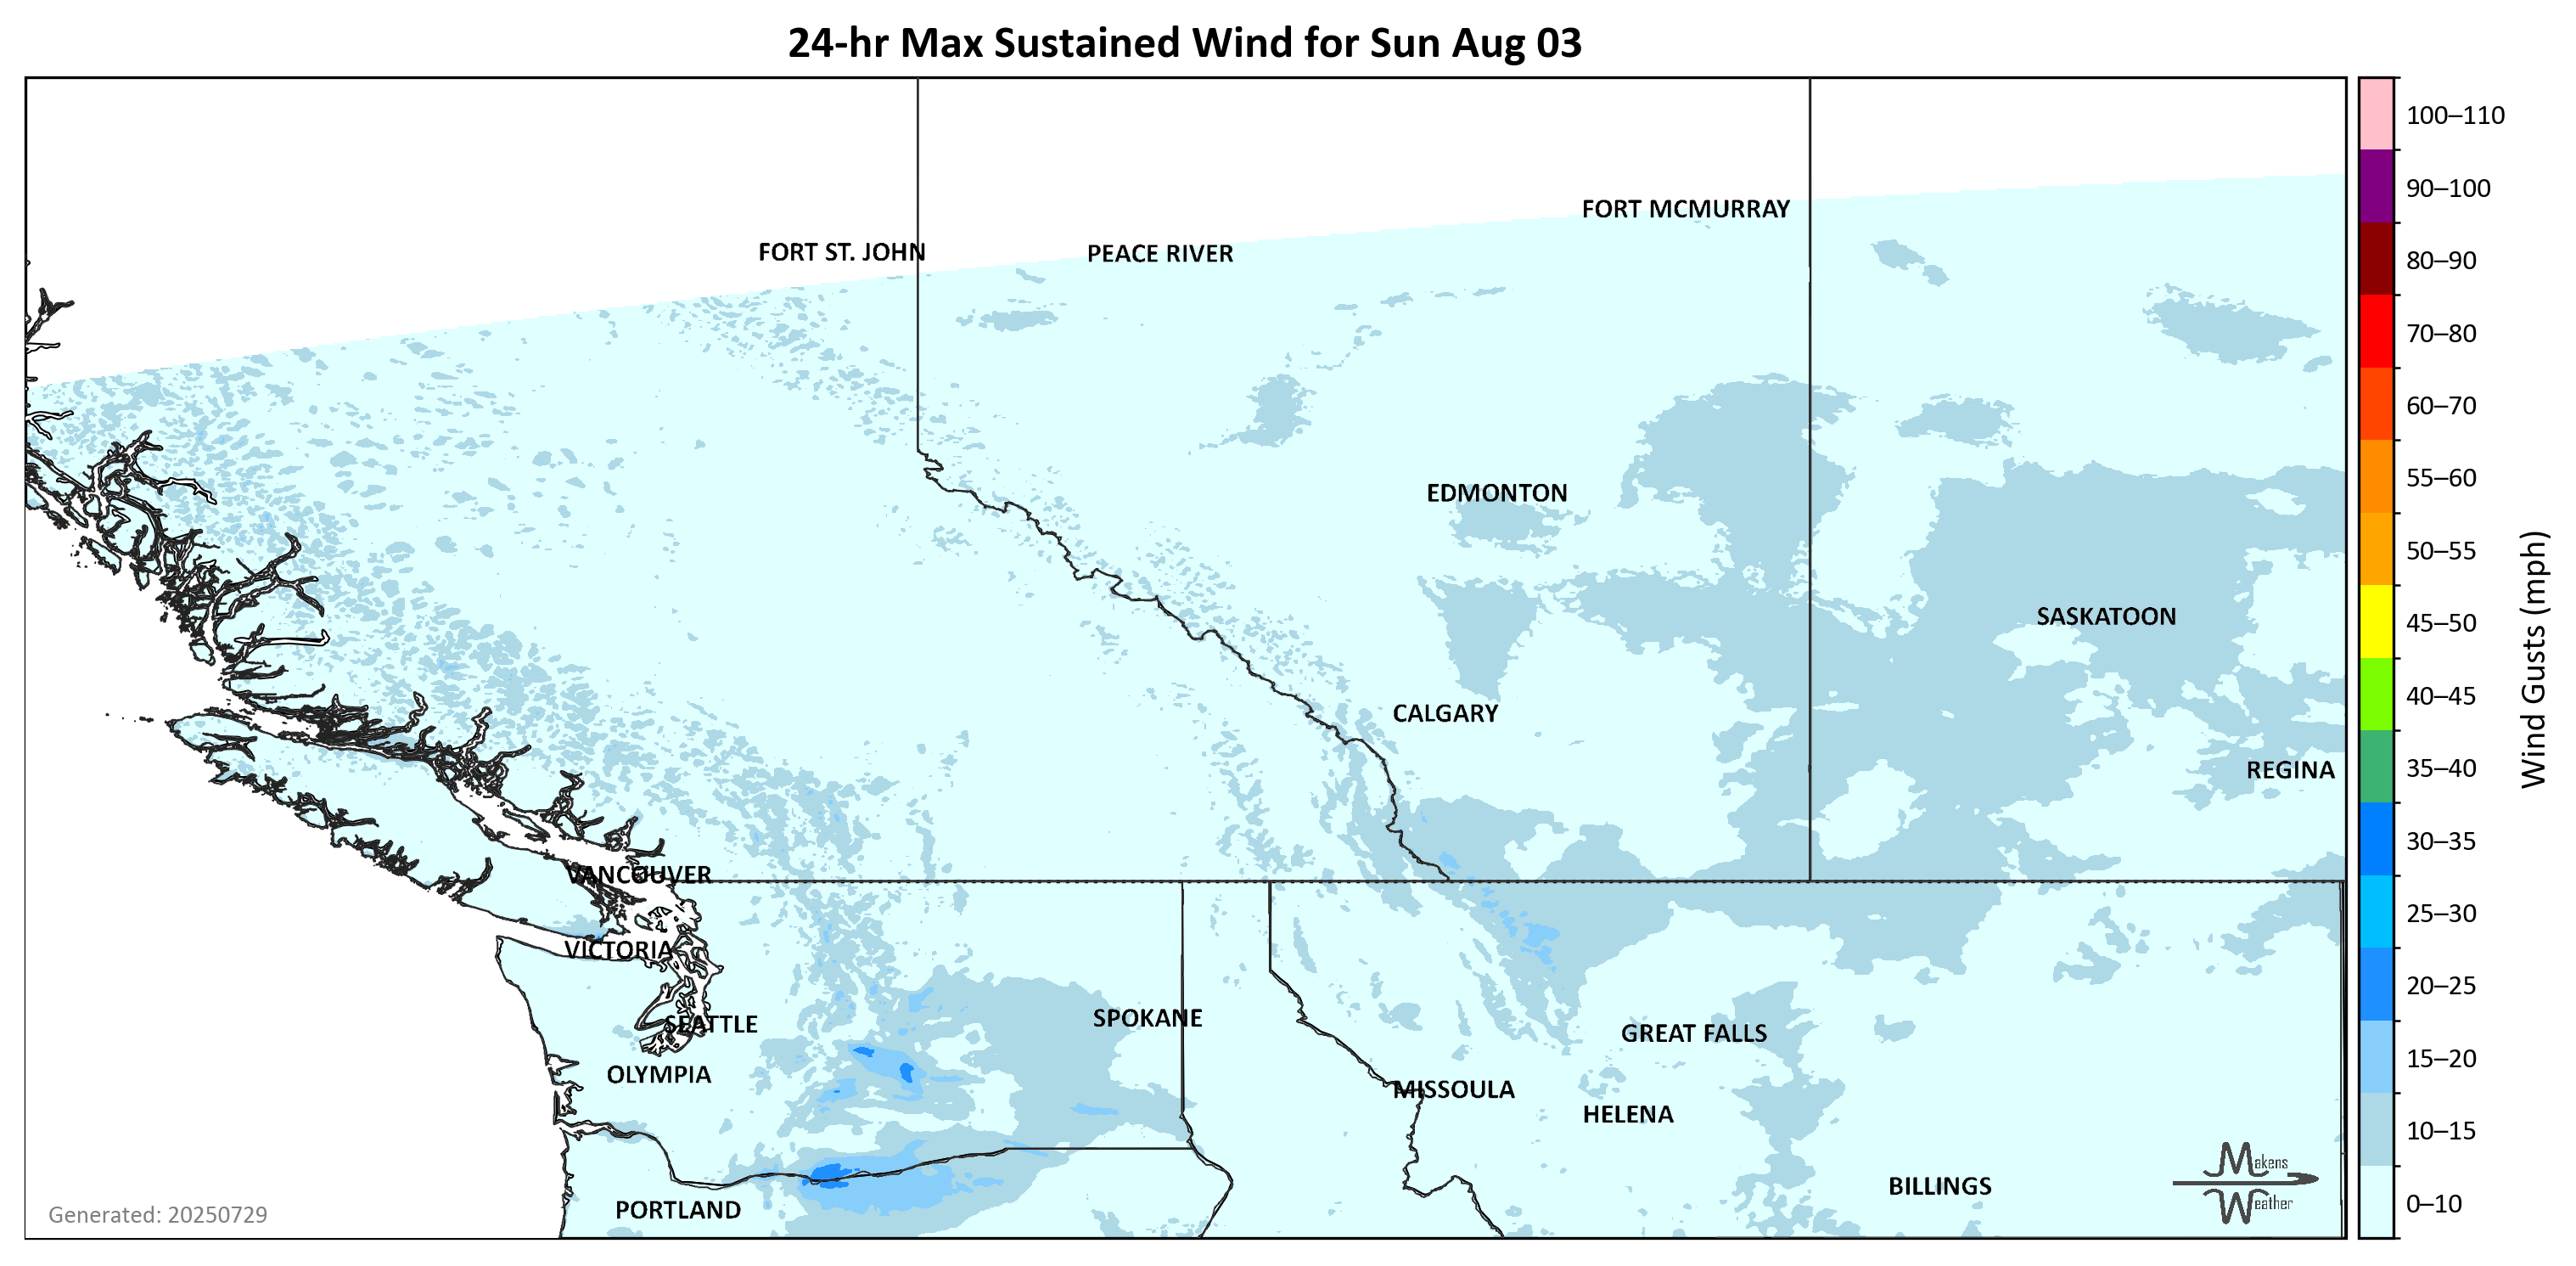 24-hr Max Sustained Wind for Sun Aug 03
100–110
90–100
80–90
70–80
60–70
55–60
50–55
45–50
40–45
35–40
30–35
25–30
20–25
15–20
10–15
0–10
Wind Gusts (mph)
FORT MCMURRAY
FORT ST. JOHN
PEACE RIVER
EDMONTON
SASKATOON
CALGARY
REGINA
VANCOUVER
VICTORIA
SPOKANE
SEATTLE
GREAT FALLS
OLYMPIA
MISSOULA
HELENA
BILLINGS
PORTLAND
Makens
Weather
Generated: 20250729